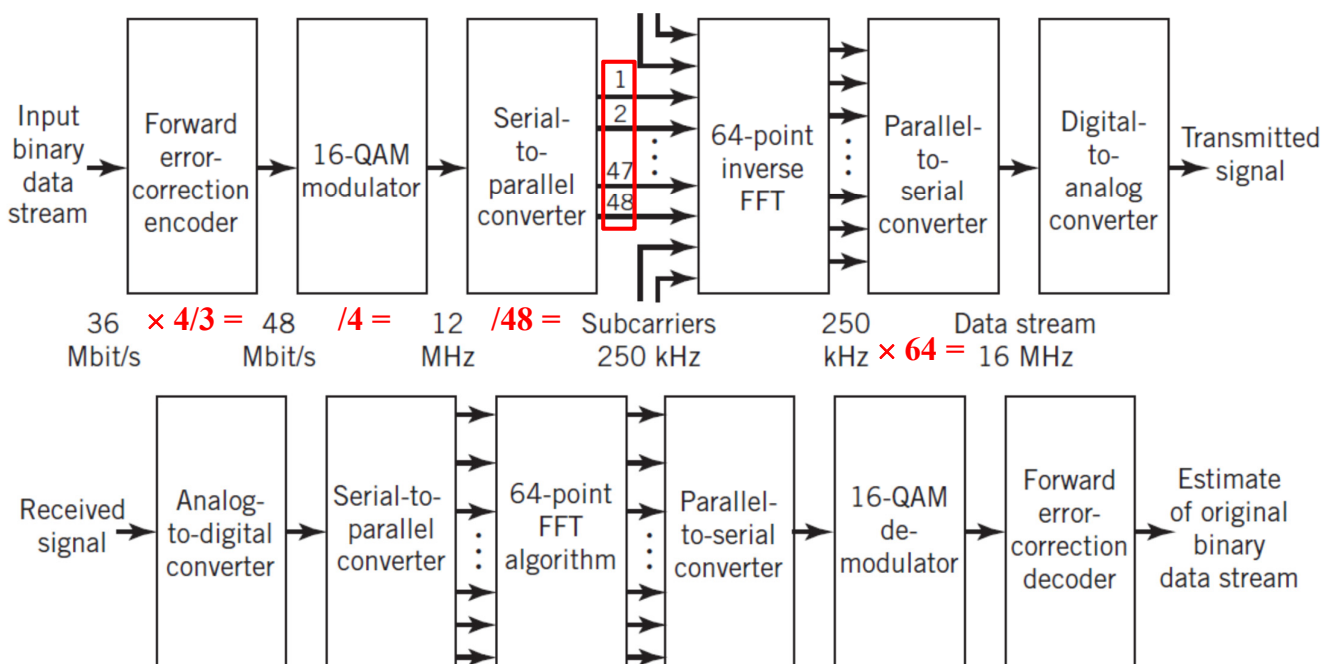 Input
binary
data
stream
Forward
error-
correction
encoder
16-QAM
modulator
Serial-
to-
parallel
converter
1
2
47
48
64-point
inverse
FFT
Parallel-
to-
serial
converter
Digital-
to-
analog
converter
Transmitted
signal
36
Mbit/s
× 4/3 =
48
Mbit/s
/4 =
12
MHz
/48 =
Subcarriers
250 kHz
250
kHz
× 64 =
Data stream
16 MHz
Received
signal
Analog-
to-digital
converter
Serial-to-
parallel
converter
64-point
FFT
algorithm
Parallel-
to-serial
converter
16-QAM
de-
modulator
Forward
error-
correction
decoder
Estimate
of original
binary
data stream